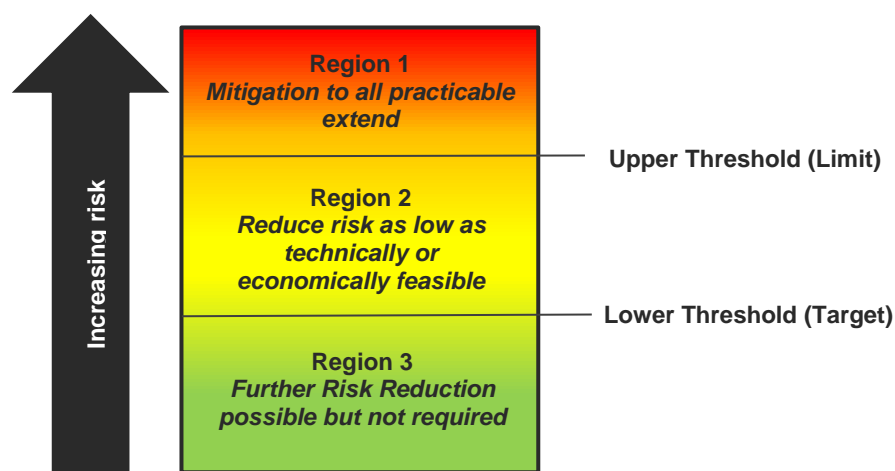 Increasing risk
Region 1
Mitigation to all practicable
extend
Upper Threshold (Limit)
Region 2
Reduce risk as low as
technically or
economically feasible
Lower Threshold (Target)
Region 3
Further Risk Reduction
possible but not required